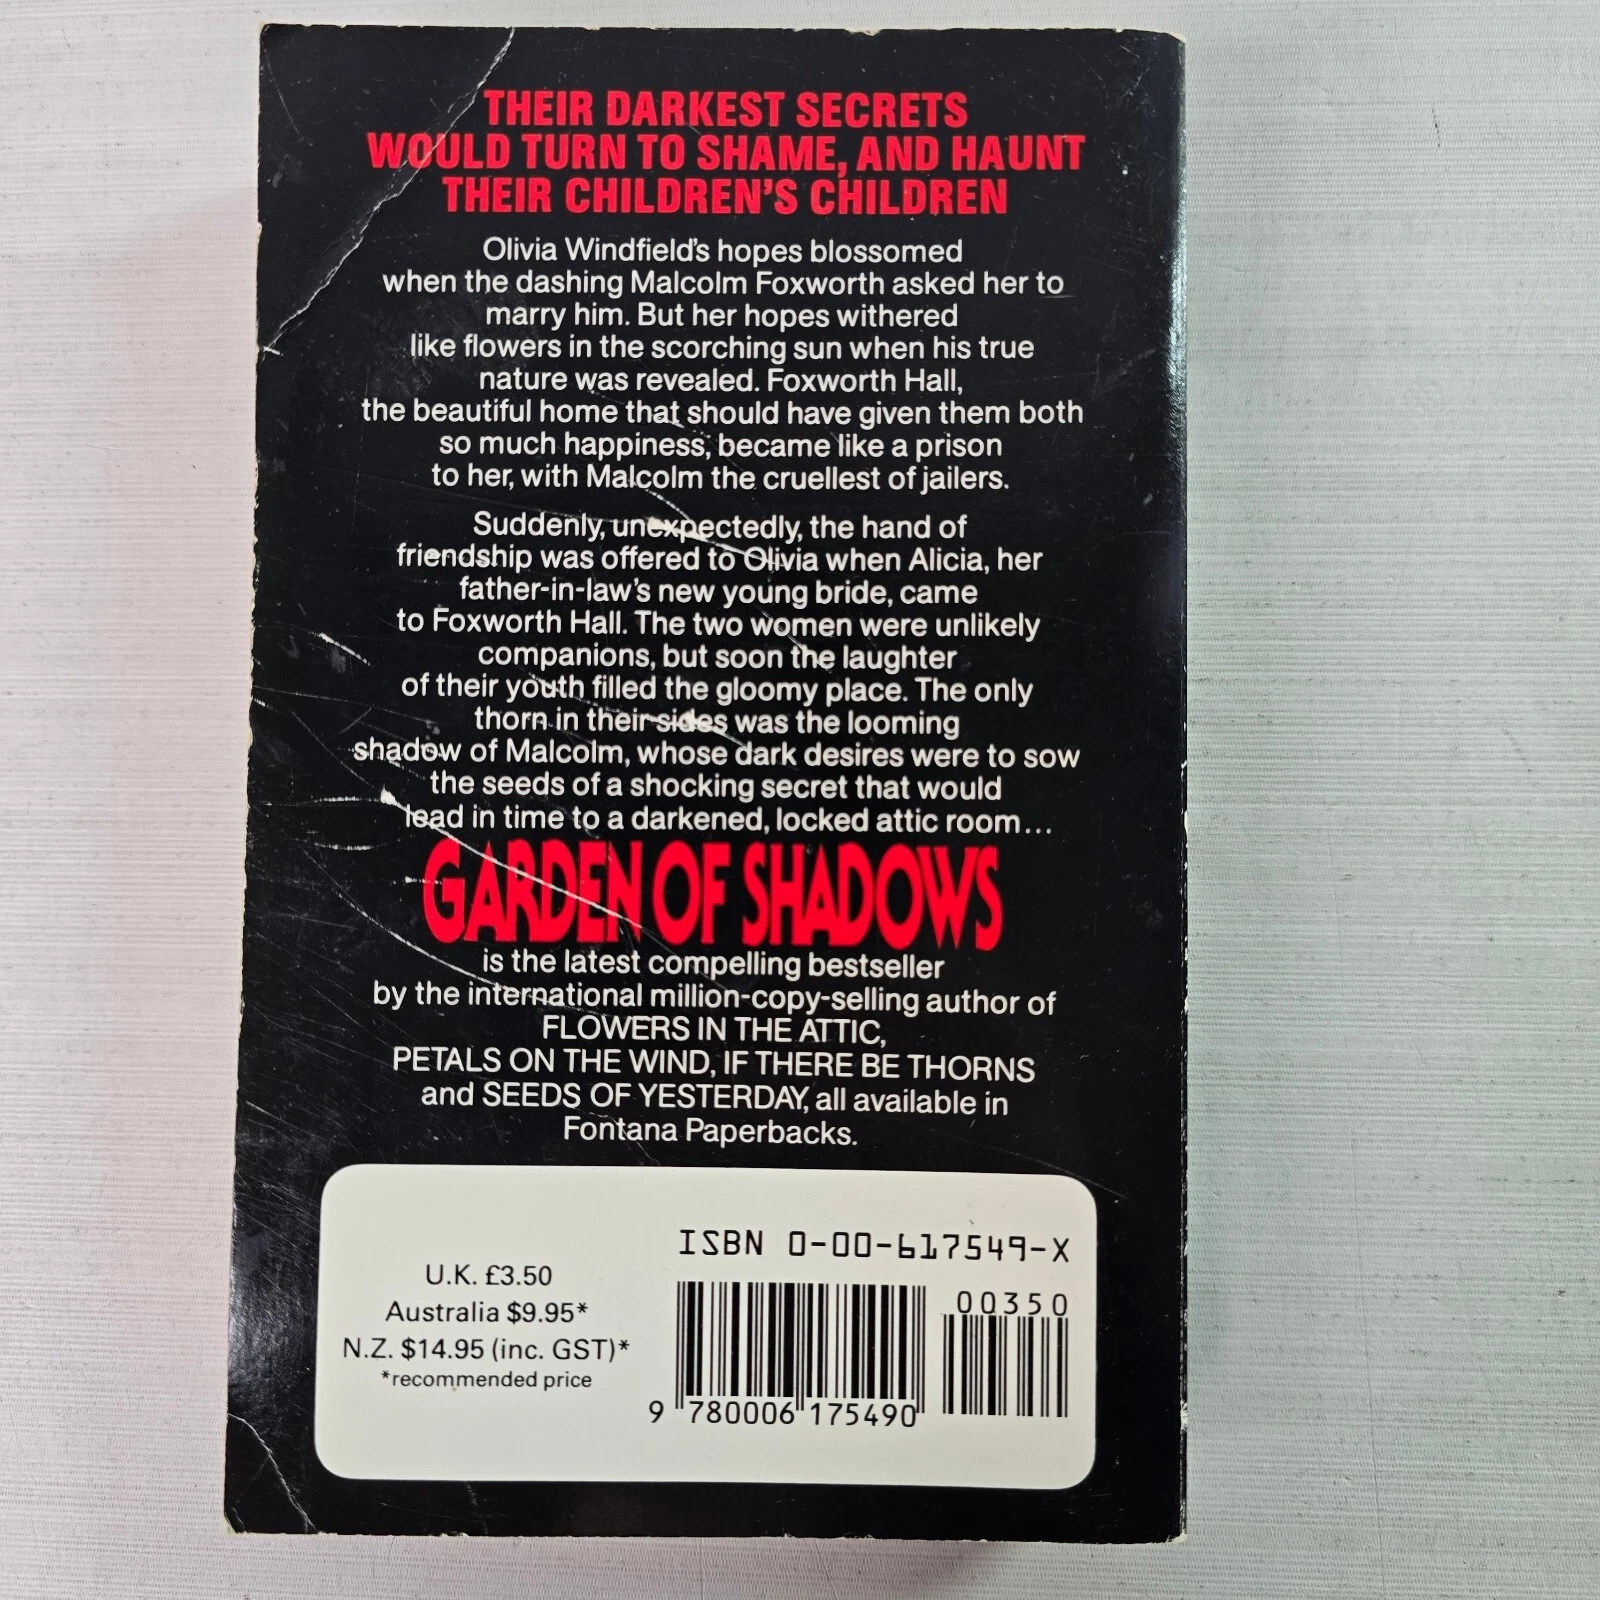 THEIR DARKEST SECRETS
WOULD TURN TO SHAME, AND HAUNT
THEIR CHILDREN'S CHILDREN
Olivia Windfield's hopes blossomed
when the dashing Malcolm Foxworth asked her to
marry him. But her hopes withered
like flowers in the scorching sun when his true
nature was revealed. Foxworth Hall,
the beautiful home that should have given them both
so much happiness, became like a prison
to her, with Malcolm the cruellest of jailers.
Suddenly, unexpectedly, the hand of
friendship was offered to Olivia when Alicia, her
father-in-law's new young bride, came
to Foxworth Hall. The two women were unlikely
companions, but soon the laughter
of their youth filled the gloomy place. The only
thorn in their sides was the looming
shadow of Malcolm, whose dark desires were to sow
the seeds of a shocking secret that would
lead in time to a darkened, locked attic room...
GARDEN OF SHADOWS
is the latest compelling bestseller
by the international million-copy-selling author of
FLOWERS IN THE ATTIC,
PETALS ON THE WIND, IF THERE BE THORNS
and SEEDS OF YESTERDAY, all available in
Fontana Paperbacks.
U.K. £3.50
Australia $9.95*
N.Z. $14.95 (inc. GST)*
*recommended price
ISBN 0-00-617549-X
00350
9 780006 175490